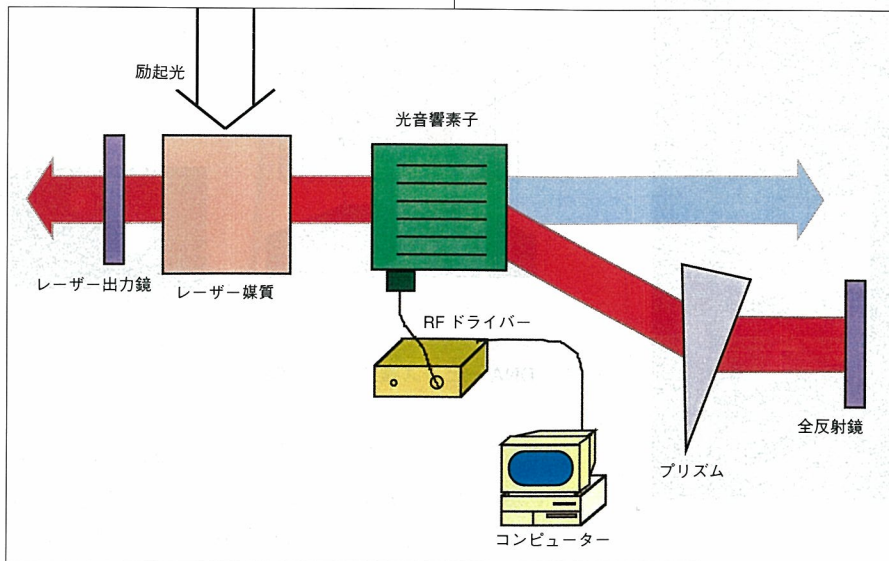 励起光
光音響素子
レーザー出力鏡
レーザー媒質
RF ドライバー
全反射鏡
プリズム
コンピューター